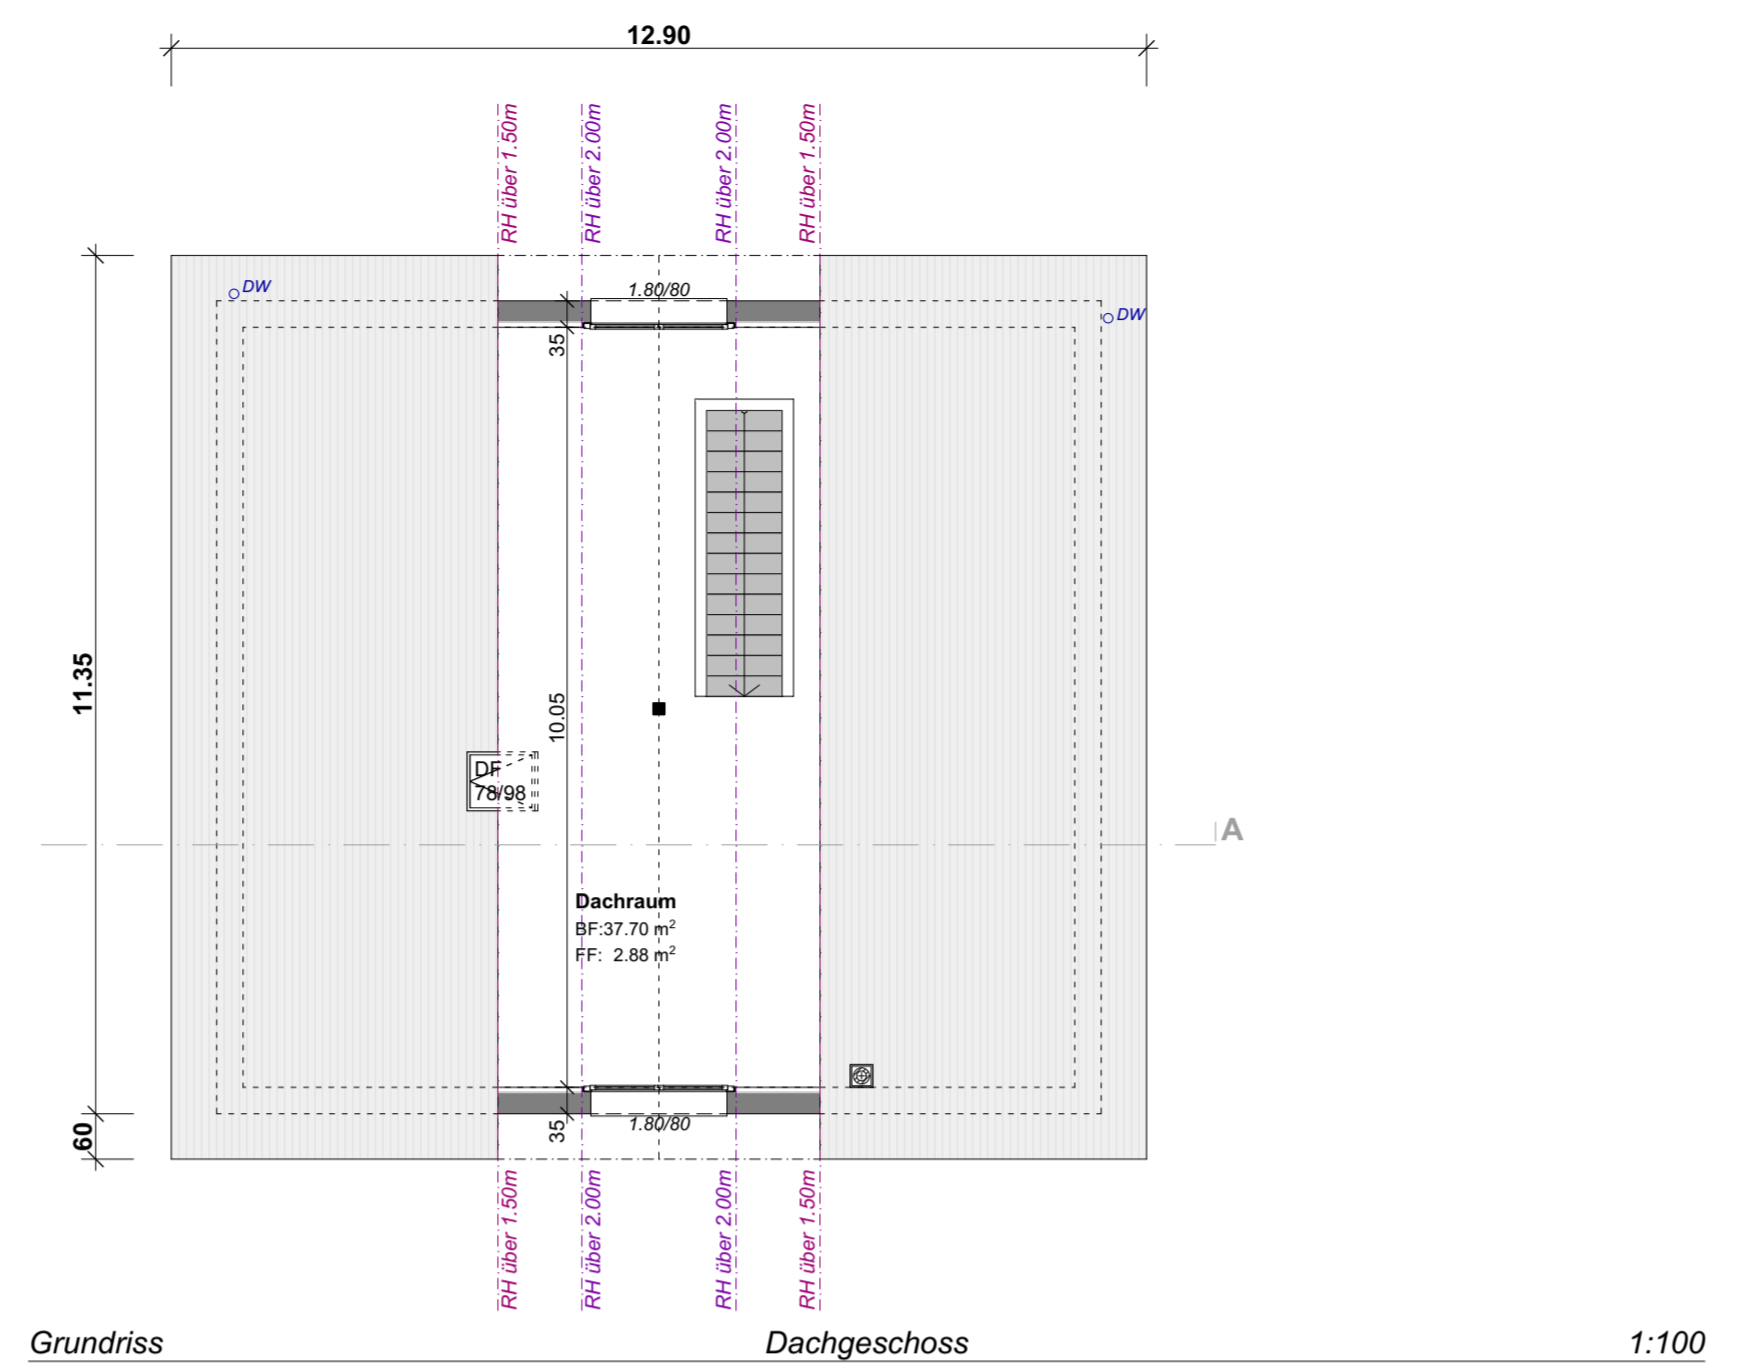 12.90
RH über 1.50m
RH über 2.00m
RH über 2.00m
RH über 1.50m
DW
1.80/80
DW
35
11.35
10.05
DF
78/98
A
Dachraum
BF:37.70 m²
FF: 2.88 m²
60
35
1.80/80
RH über 1.50m
RH über 2.00m
RH über 2.00m
RH über 1.50m
Grundriss Dachgeschoss 1:100